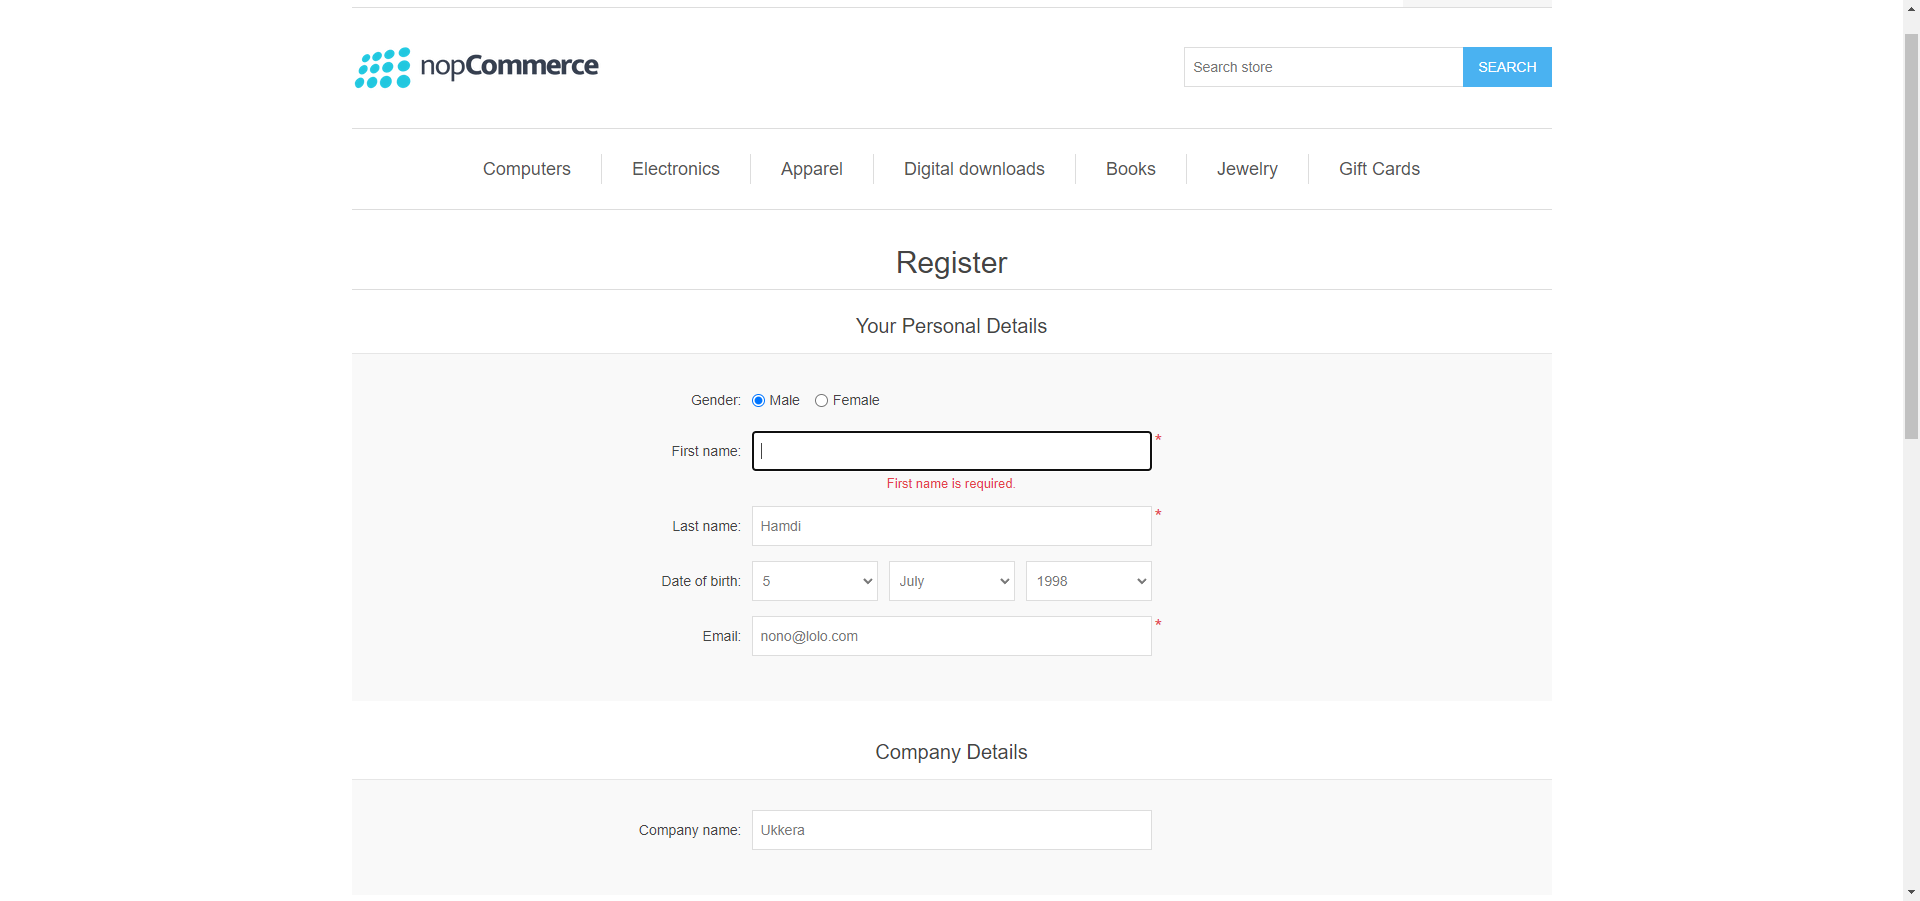 nopCommerce
Search store
SEARCH
Computers
Electronics
Apparel
Digital downloads
Books
Jewelry
Gift Cards
Register
Your Personal Details
Gender: Male Female
First name: *
First name is required.
Last name: Hamdi *
Date of birth: 5 July 1998
Email: nono@lolo.com *
Company Details
Company name: Ukkera